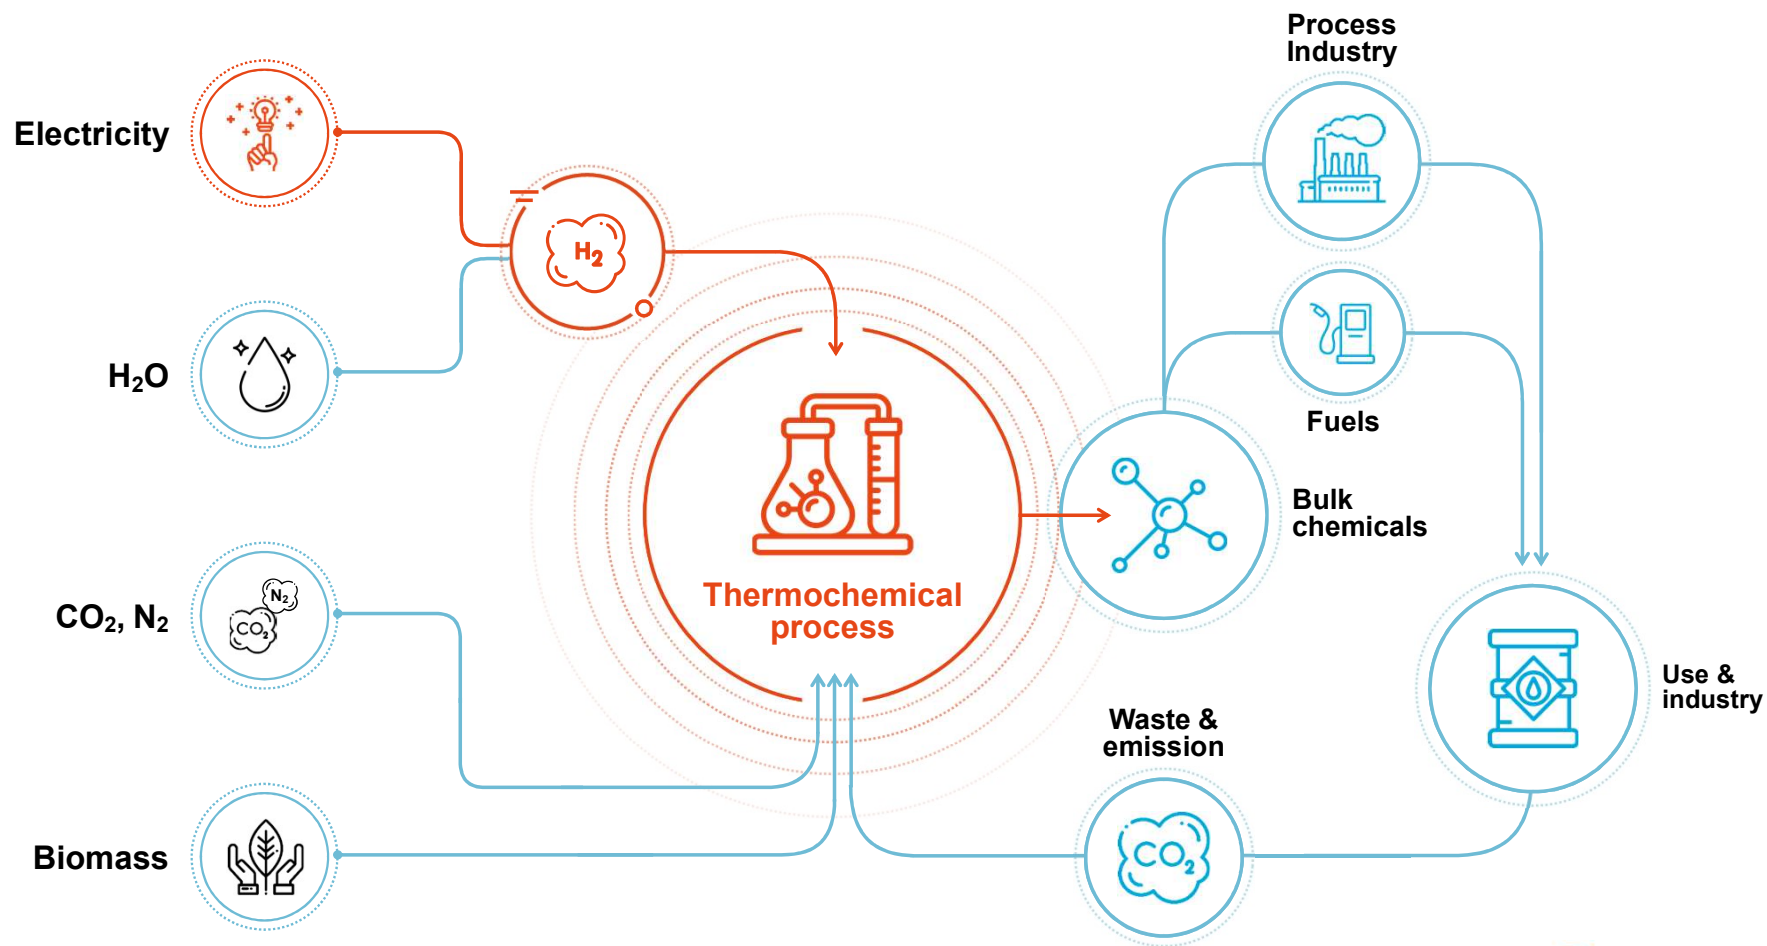 Process
Industry
Electricity
H₂
H₂O
Fuels
Bulk
chemicals
Thermochemical
process
CO₂, N₂
N₂
CO₂
Use &
industry
Waste &
emission
Biomass
CO₂